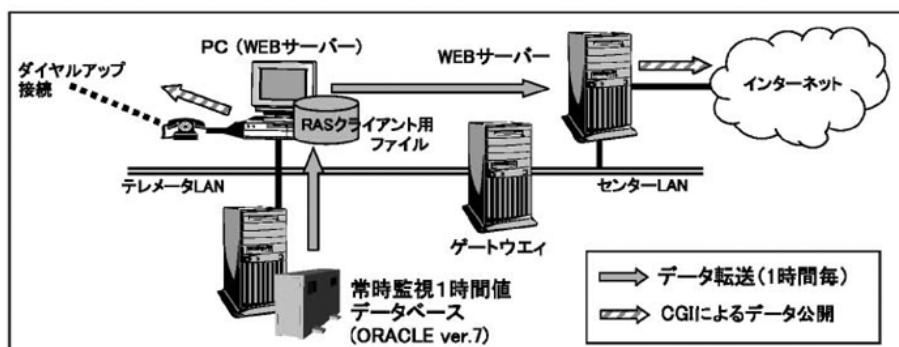 PC(WEBサーバー)
WEBサーバー
ダイヤルアップ
接続
インターネット
RASクライアント用
ファイル
テレメータLAN
センターLAN
ゲートウエィ
常時監視1時間値
データベース
(ORACLE ver.7)
データ転送(1時間毎)
CGIによるデータ公開